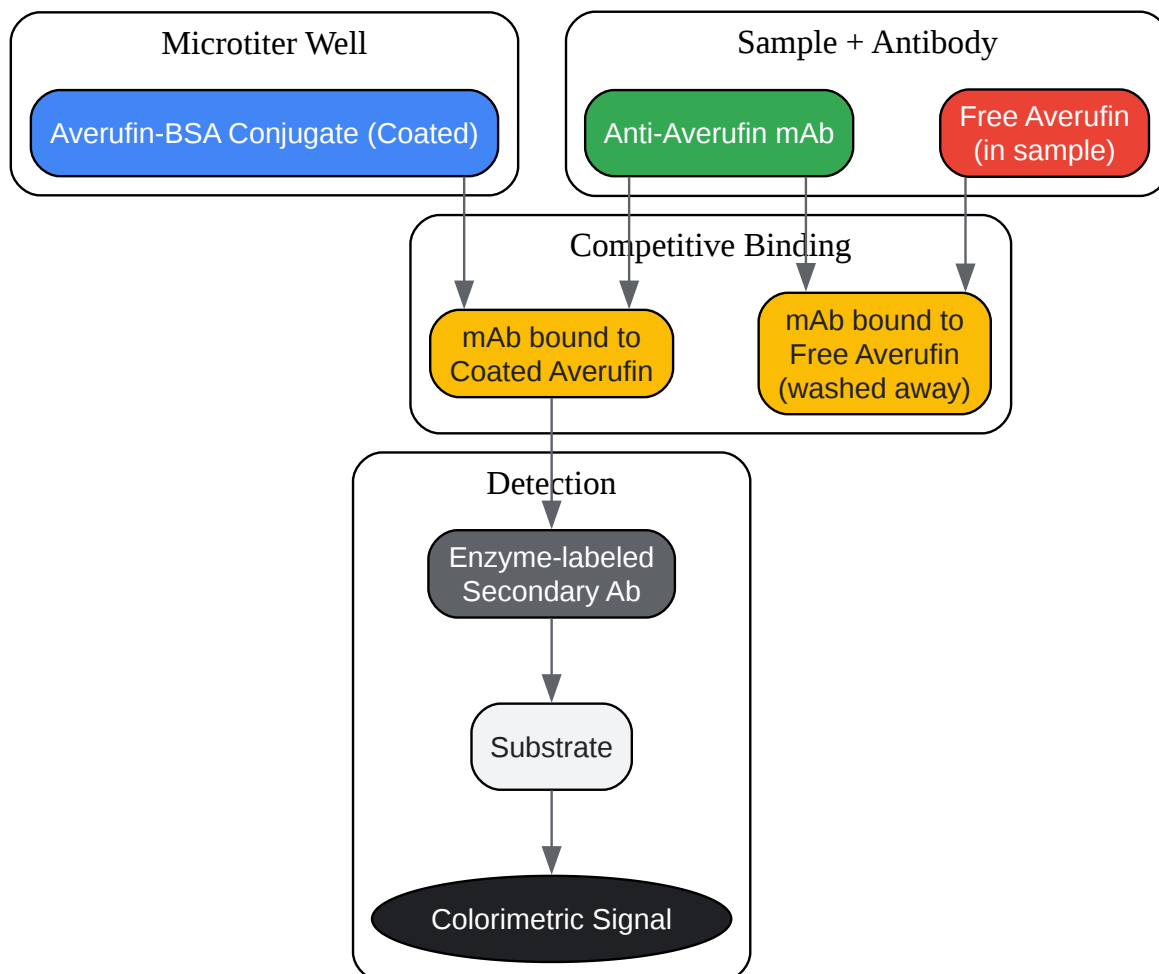 Microtiter Well
Averufin-BSA Conjugate (Coated)
Sample + Antibody
Anti-Averufin mAb
Free Averufin
(in sample)
Competitive Binding
mAb bound to
Coated Averufin
mAb bound to
Free Averufin
(washed away)
Detection
Enzyme-labeled
Secondary Ab
Substrate
Colorimetric Signal